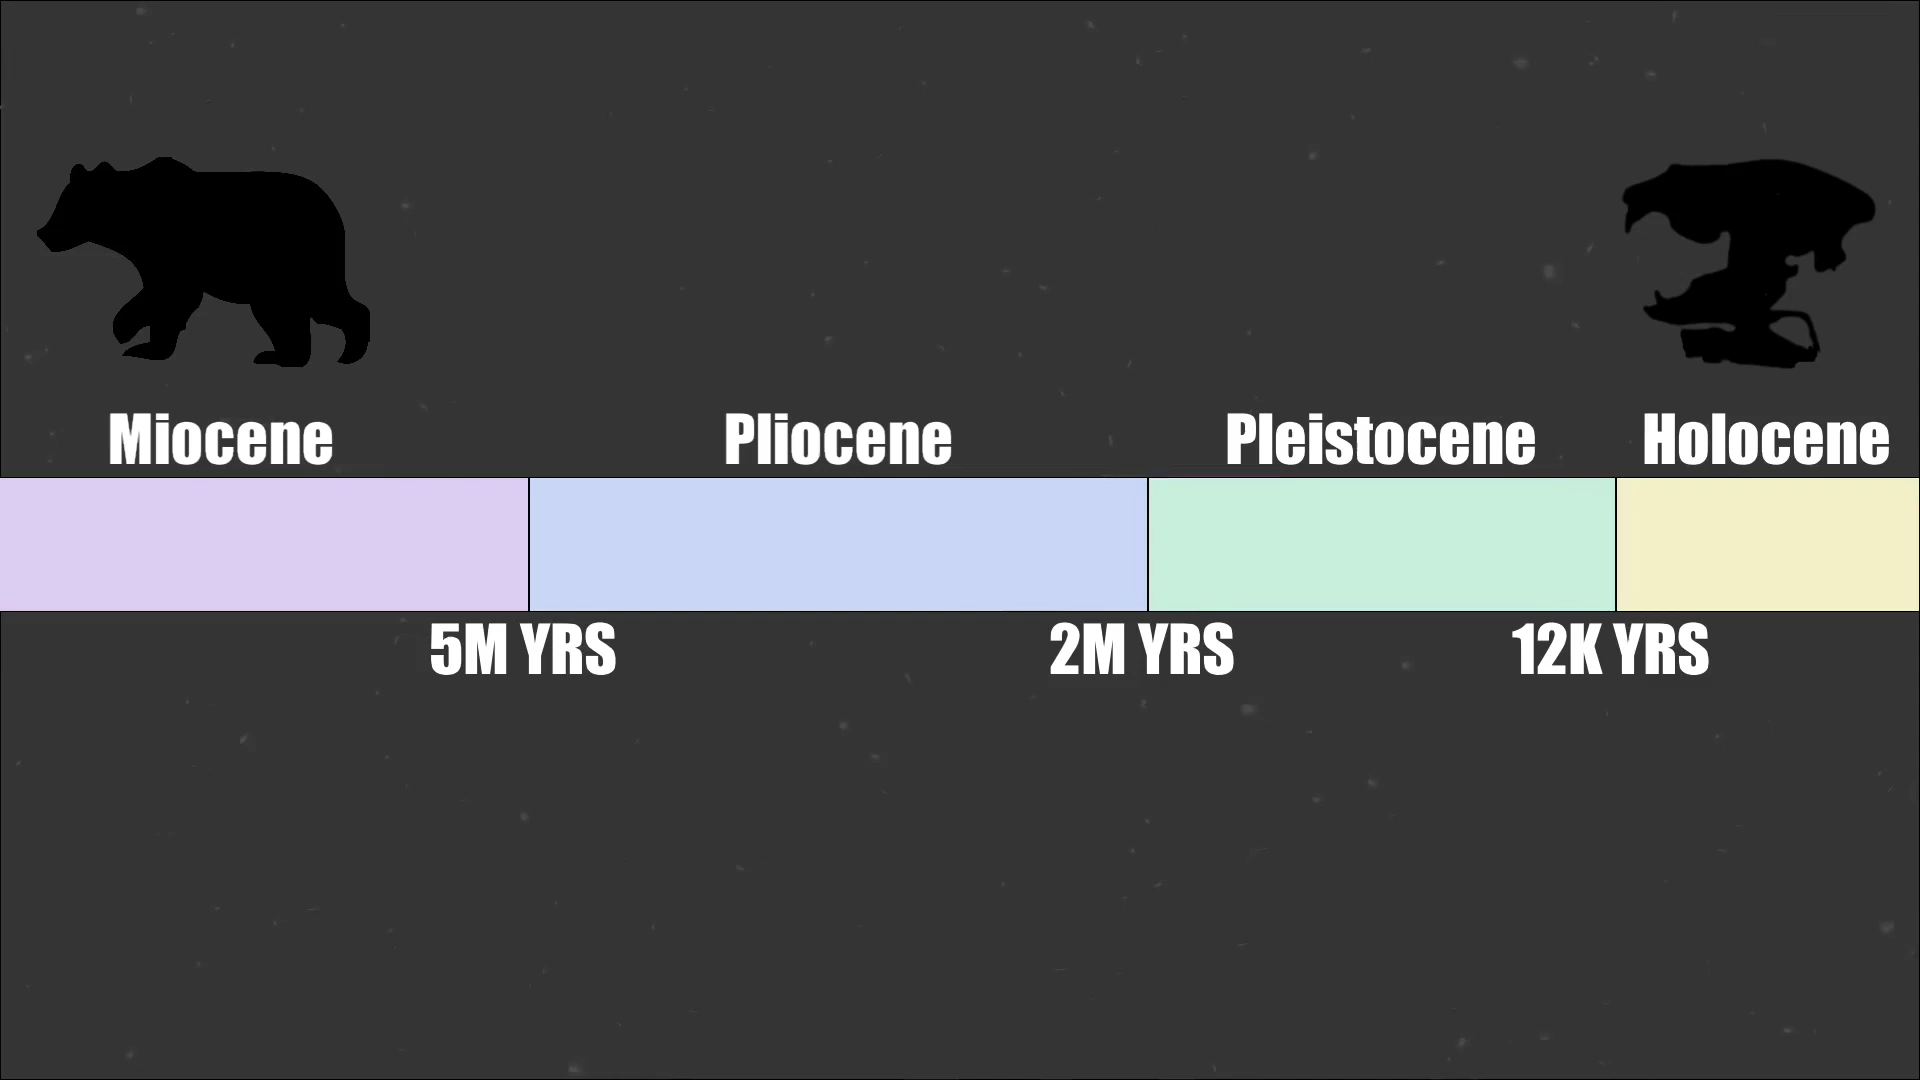 Miocene
Pliocene
Pleistocene
Holocene
5M YRS
2M YRS
12K YRS